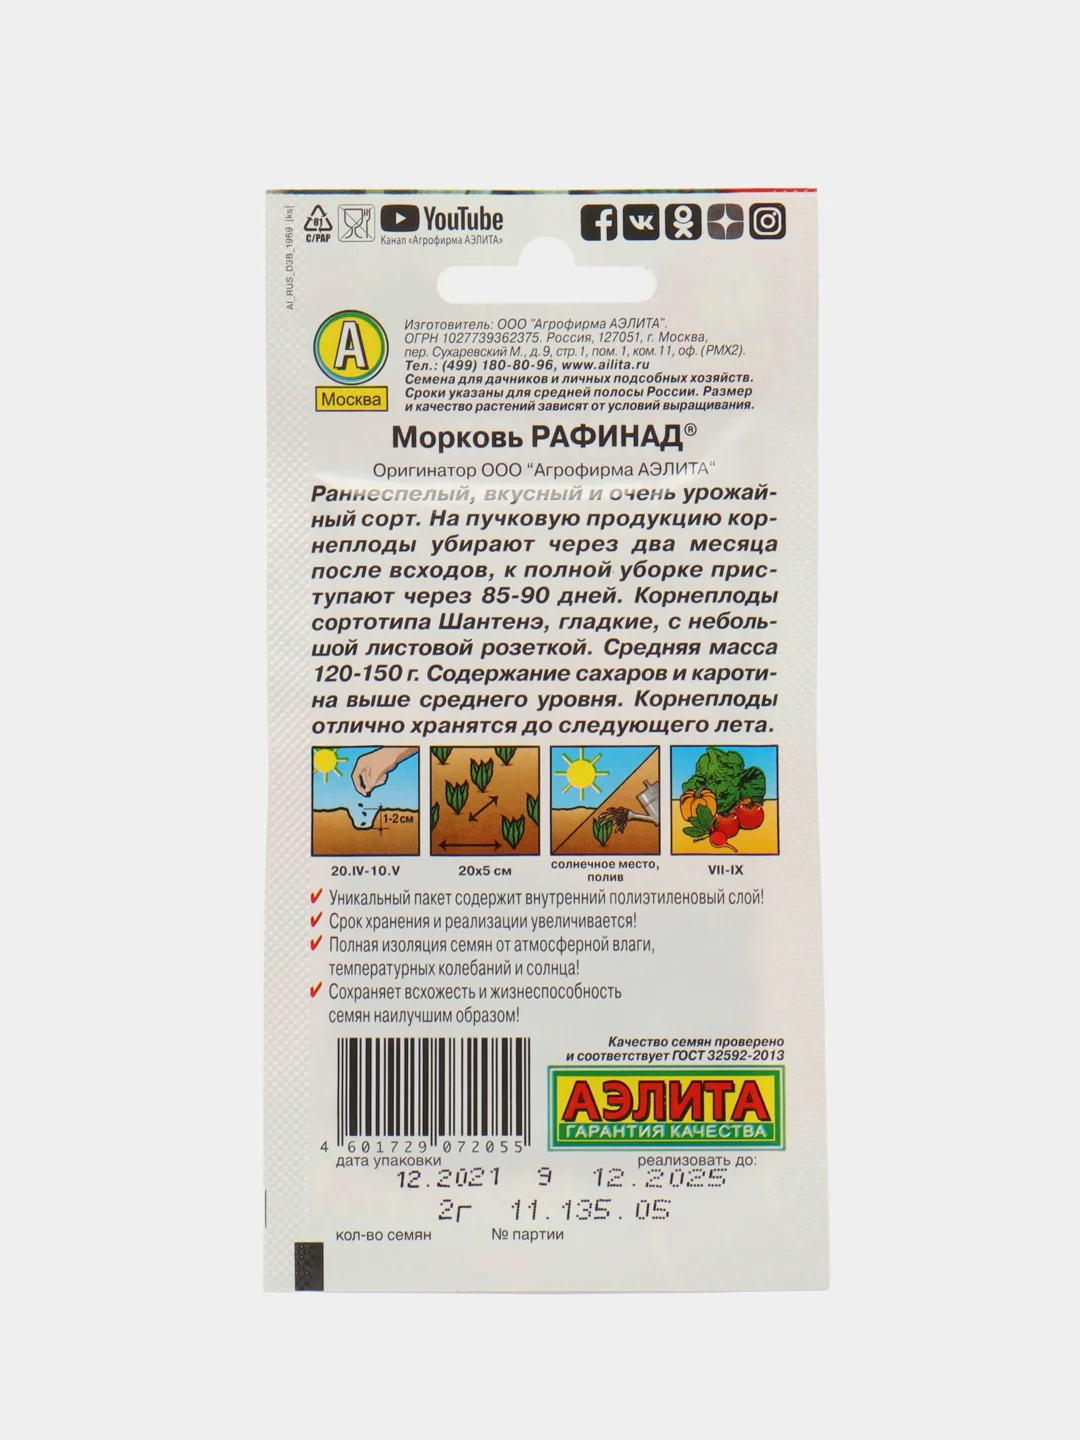 AI_RUS_D3B_1969 |ks|
81
C/PAP
YouTube
Канал «Агрофирма АЭЛИТА»
А
Москва
Изготовитель: ООО "Агрофирма АЭЛИТА".
ОГРН 1027739362375. Россия, 127051, г. Москва,
пер. Сухаревский М., д. 9, стр. 1, пом. 1, ком. 11, оф. (РМХ2).
Тел.: (499) 180-80-96, www.ailita.ru
Семена для дачников и личных подсобных хозяйств.
Сроки указаны для средней полосы России. Размер
и качество растений зависят от условий выращивания.
Морковь РАФИНАД®
Оригинатор ООО “Агрофирма АЭЛИТА“
Раннеспелый, вкусный и очень урожай-
ный сорт. На пучковую продукцию кор-
неплоды убирают через два месяца
после всходов, к полной уборке прис-
тупают через 85-90 дней. Корнеплоды
сортотипа Шантенэ, гладкие, с неболь-
шой листовой розеткой. Средняя масса
120-150 г. Содержание сахаров и кароти-
на выше среднего уровня. Корнеплоды
отлично хранятся до следующего лета.
1-2 см
20.IV-10.V
20х5 см
солнечное место,
полив
VII-IX
Уникальный пакет содержит внутренний полиэтиленовый слой!
Срок хранения и реализации увеличивается!
Полная изоляция семян от атмосферной влаги,
температурных колебаний и солнца!
Сохраняет всхожесть и жизнеспособность
семян наилучшим образом!
Качество семян проверено
и соответствует ГОСТ 32592-2013
АЭЛИТА
ГАРАНТИЯ КАЧЕСТВА
4 601729 072055
дата упаковки реализовать до:
12.2021 9 12.2025
2г 11.135.05
кол-во семян № партии